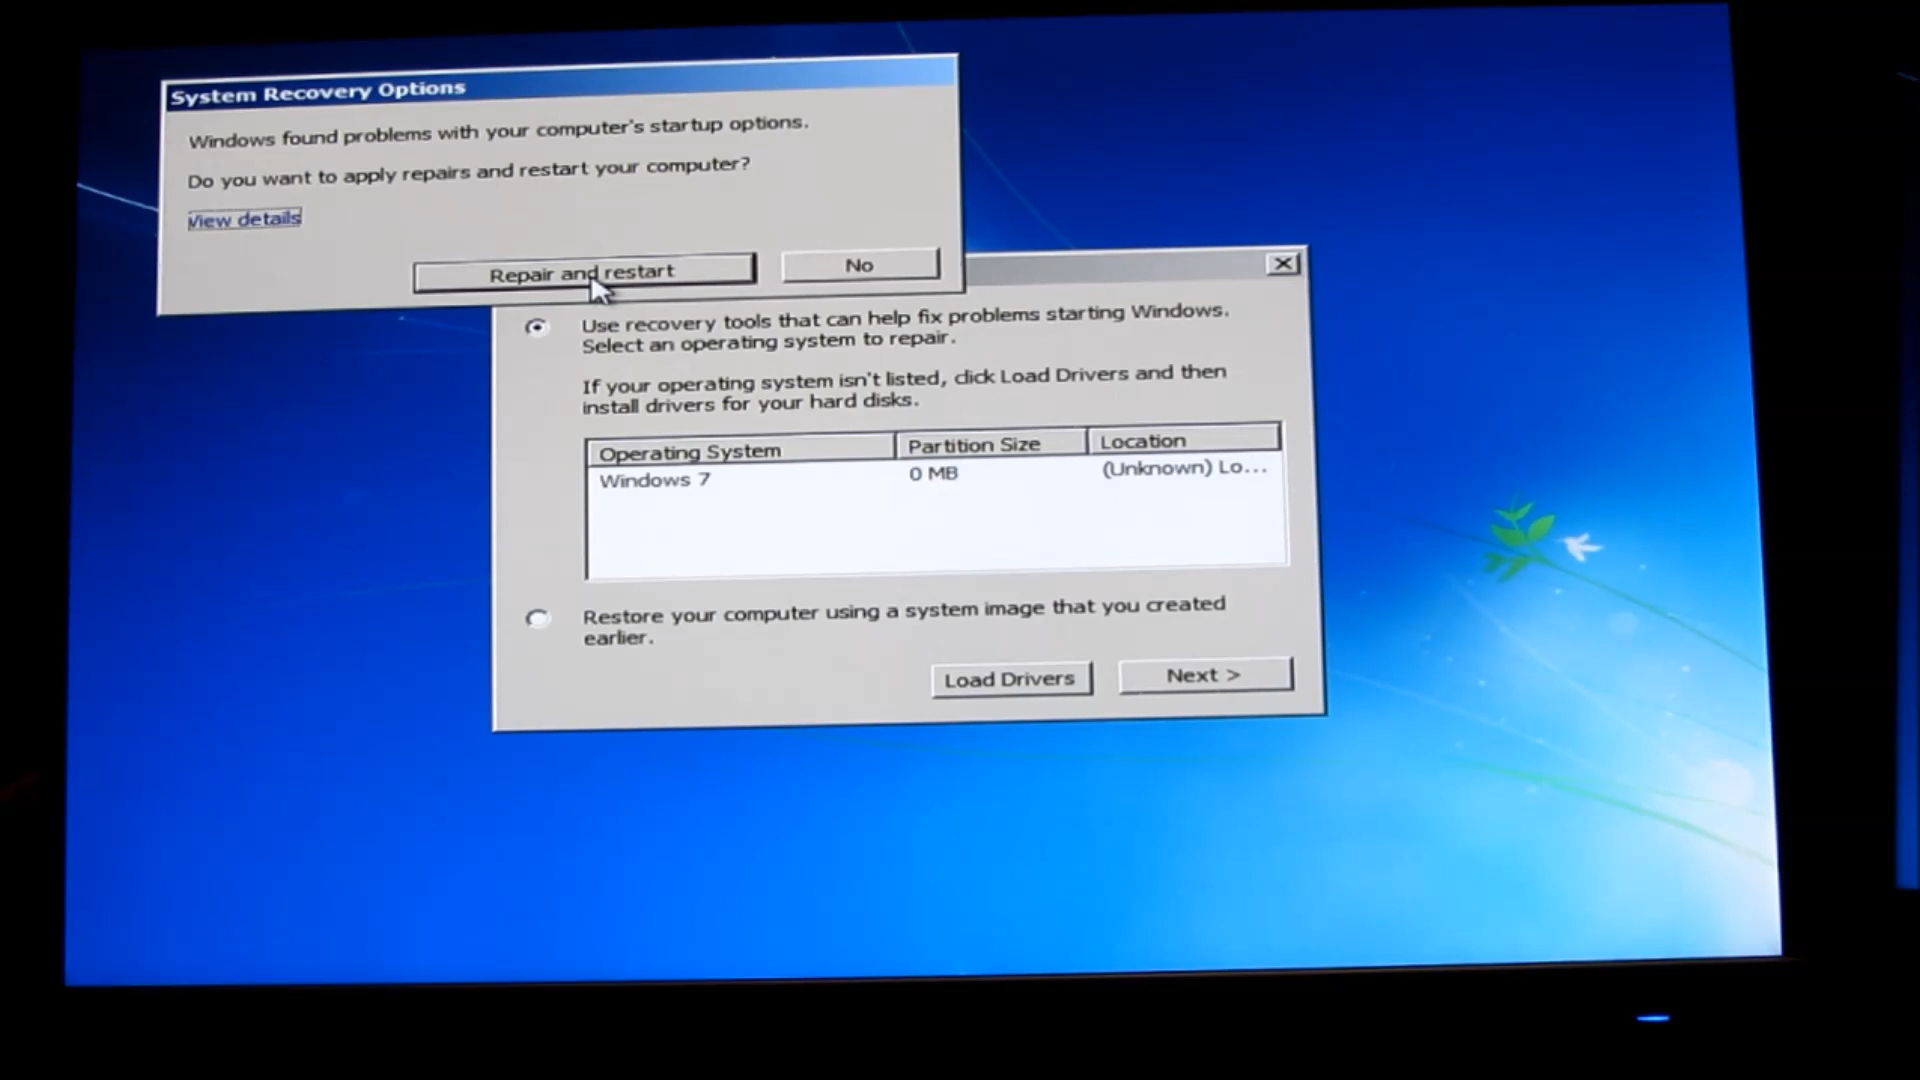 System Recovery Options
Windows found problems with your computer's startup options.
Do you want to apply repairs and restart your computer?
View details
Repair and restart
No
Use recovery tools that can help fix problems starting Windows.
Select an operating system to repair.
If your operating system isn't listed, click Load Drivers and then
install drivers for your hard disks.
Operating System Partition Size Location
Windows 7 0 MB (Unknown) Lo...
Restore your computer using a system image that you created
earlier.
Load Drivers
Next >